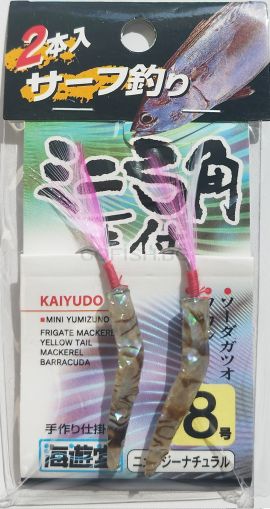 2本入
サーフ釣り
ミニ弓角
KAIYUDO
MINI YUMIZUNO
FRIGATE MACKEREL
YELLOW TAIL
MACKEREL
BARRACUDA
ソーダガツオ
手作り仕掛
海遊堂
8号
ニュージーナチュラル